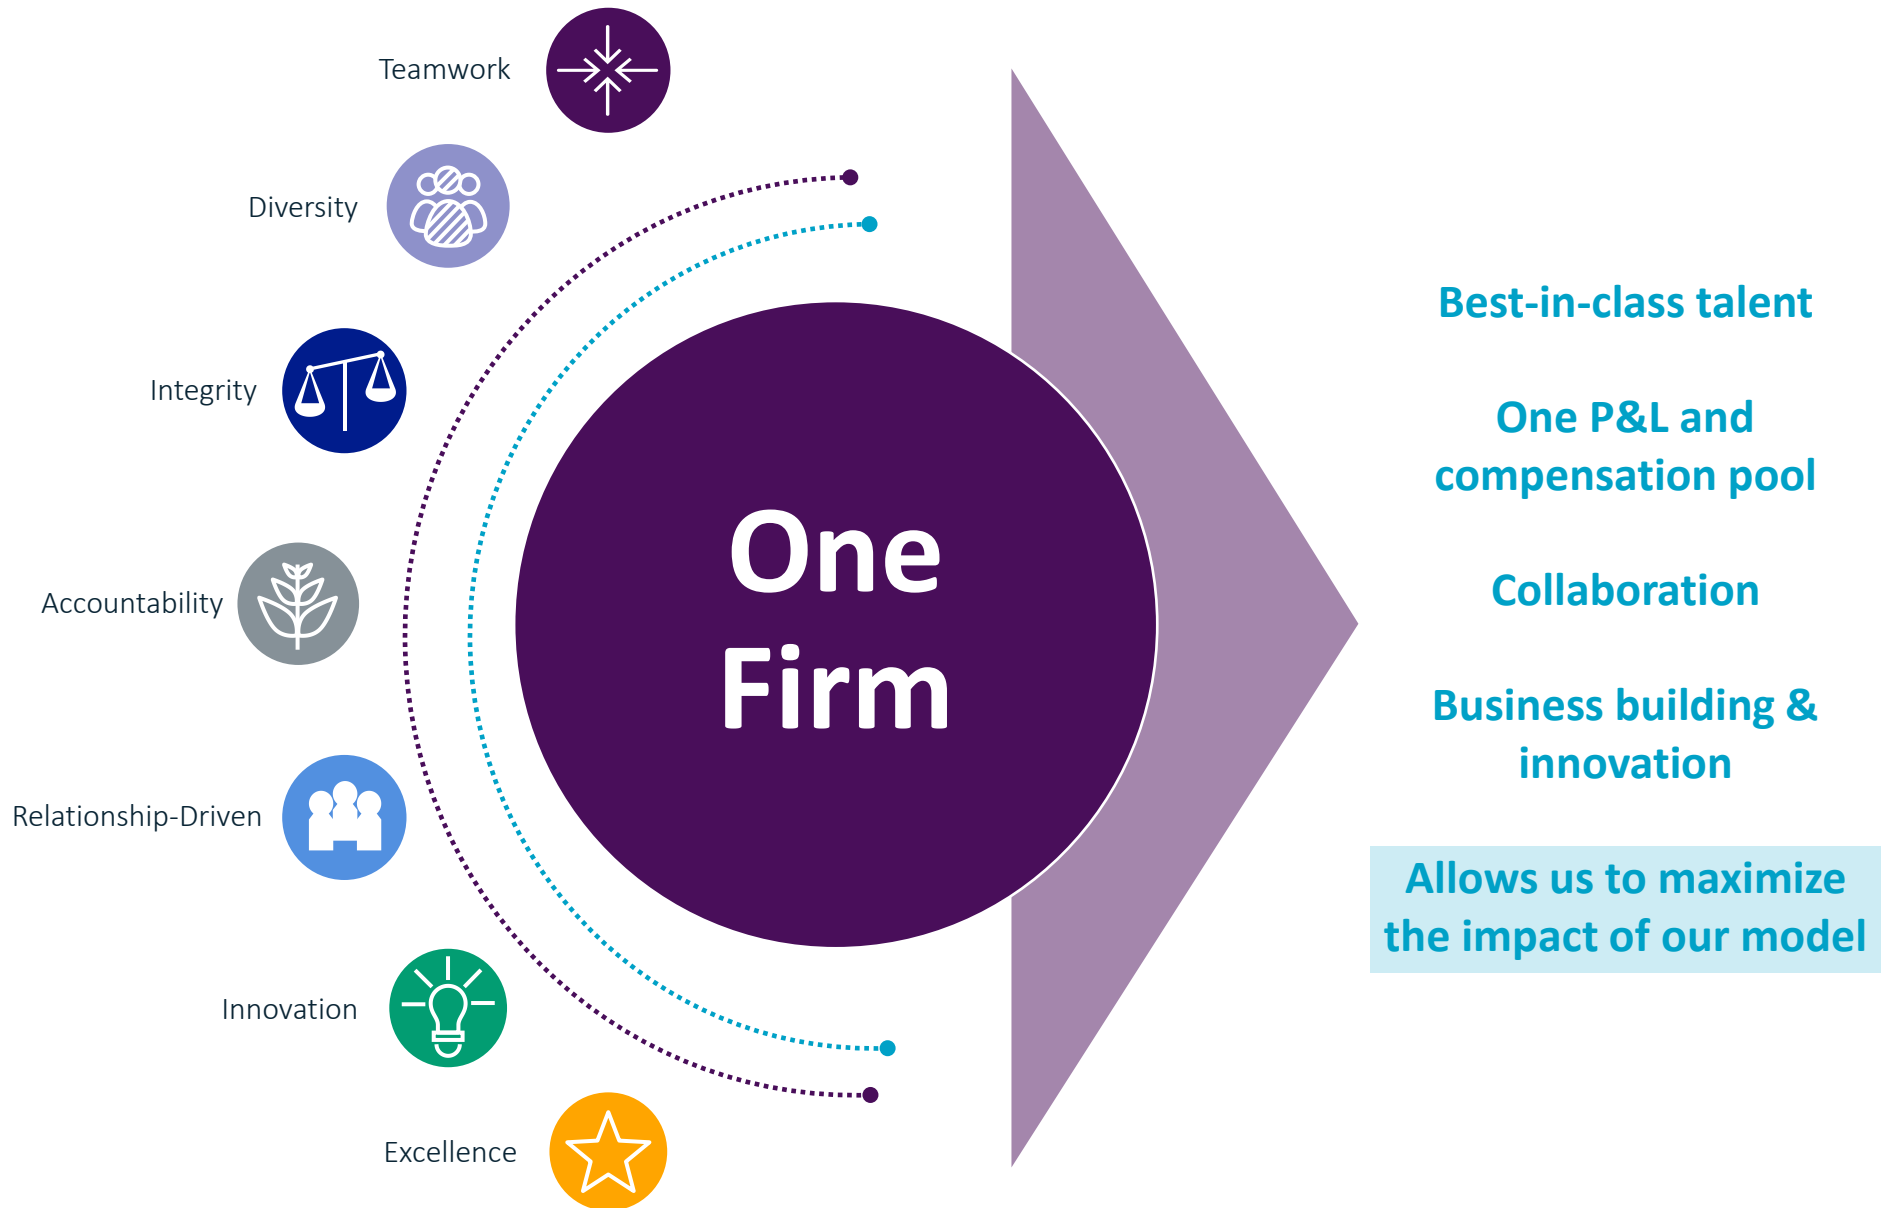 Teamwork
Diversity
Integrity
Accountability
Relationship-Driven
Innovation
Excellence
One
Firm
Best-in-class talent
One P&L and
compensation pool
Collaboration
Business building &
innovation
Allows us to maximize
the impact of our model